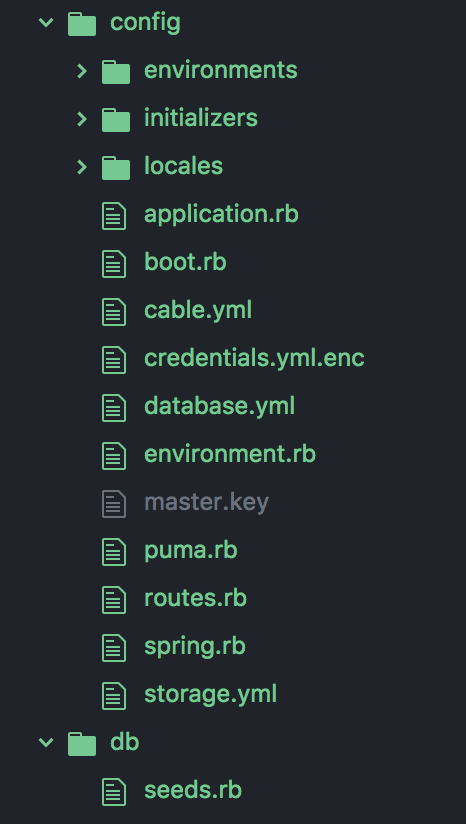 config
environments
initializers
locales
application.rb
boot.rb
cable.yml
credentials.yml.enc
database.yml
environment.rb
master.key
puma.rb
routes.rb
spring.rb
storage.yml
db
seeds.rb